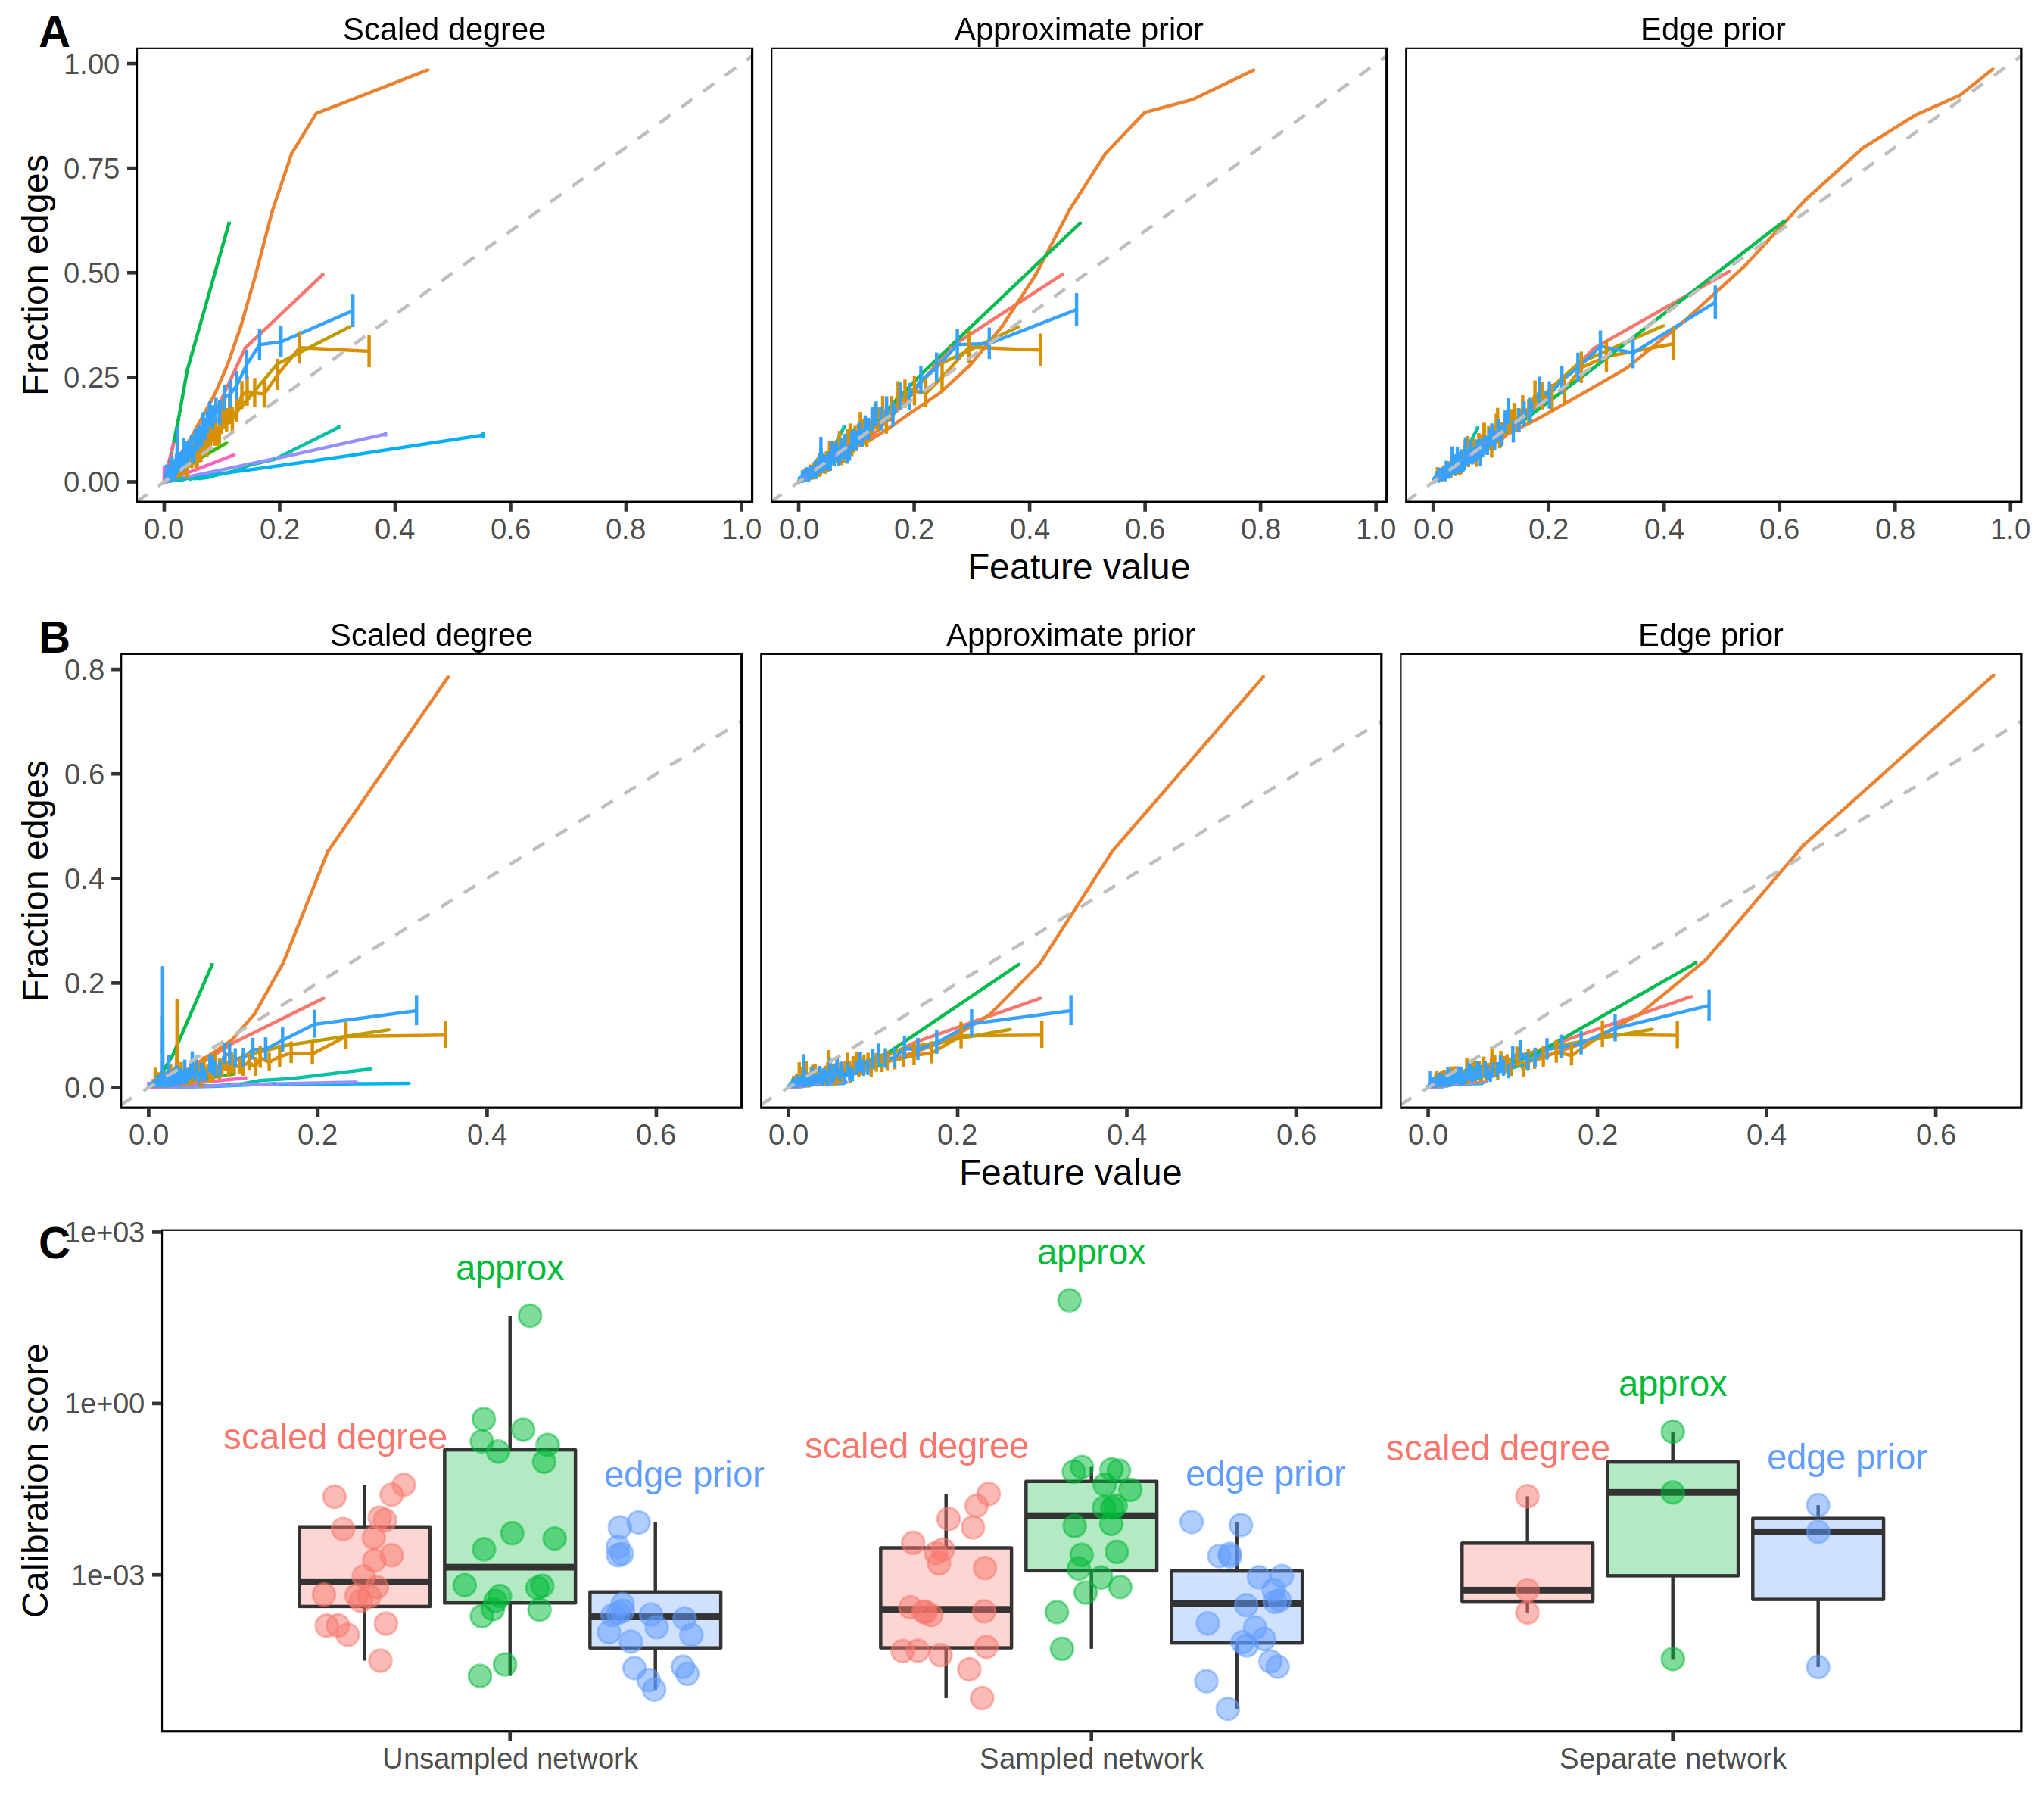 A
Scaled degree Approximate prior Edge prior
Fraction edges
1.00
0.75
0.50
0.25
0.00
0.0 0.2 0.4 0.6 0.8 1.0 0.0 0.2 0.4 0.6 0.8 1.0 0.0 0.2 0.4 0.6 0.8 1.0
Feature value
B
Scaled degree Approximate prior Edge prior
Fraction edges
0.8
0.6
0.4
0.2
0.0
0.0 0.2 0.4 0.6 0.0 0.2 0.4 0.6 0.0 0.2 0.4 0.6
Feature value
C
Calibration score
1e+03
1e+00
1e-03
approx approx approx
scaled degree scaled degree scaled degree
edge prior edge prior edge prior
Unsampled network Sampled network Separate network